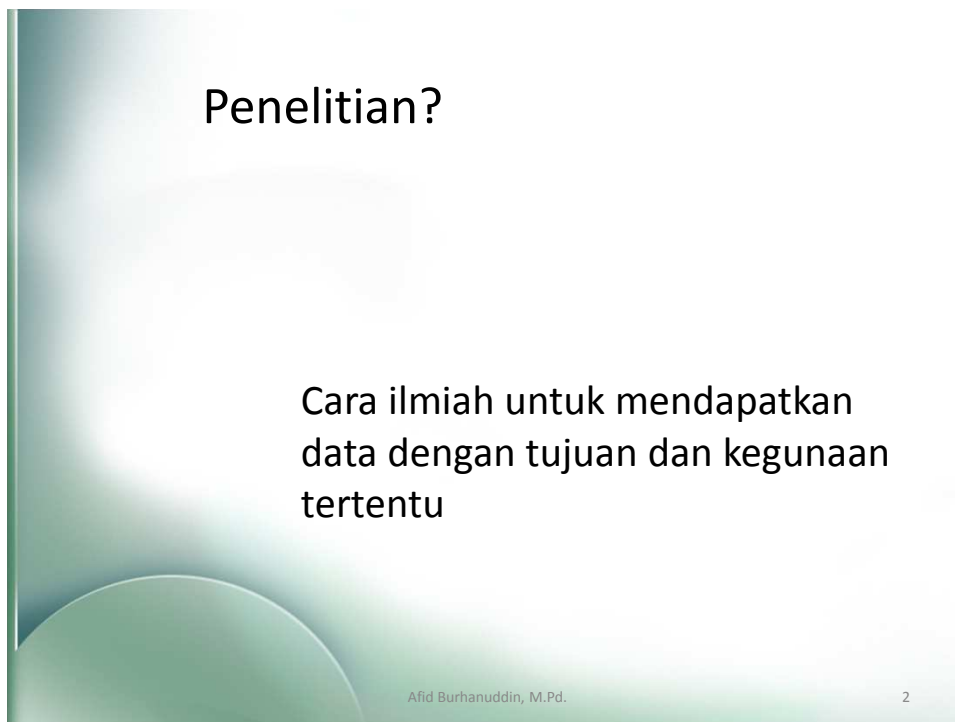 Penelitian?
Cara ilmiah untuk mendapatkan
data dengan tujuan dan kegunaan
tertentu
Afid Burhanuddin, M.Pd.
2